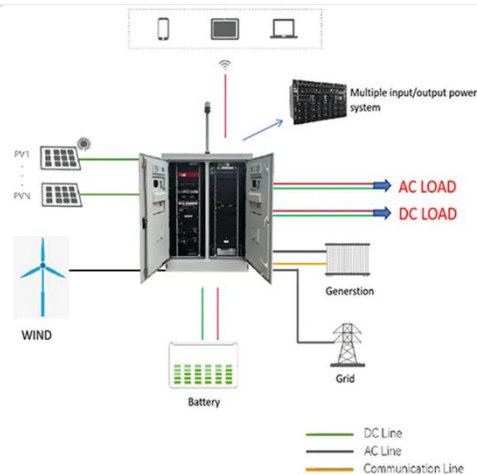 Multiple input/output power
system
PV1
PVN
AC LOAD
DC LOAD
WIND
Generstion
Grid
Battery
DC Line
AC Line
Communication Line